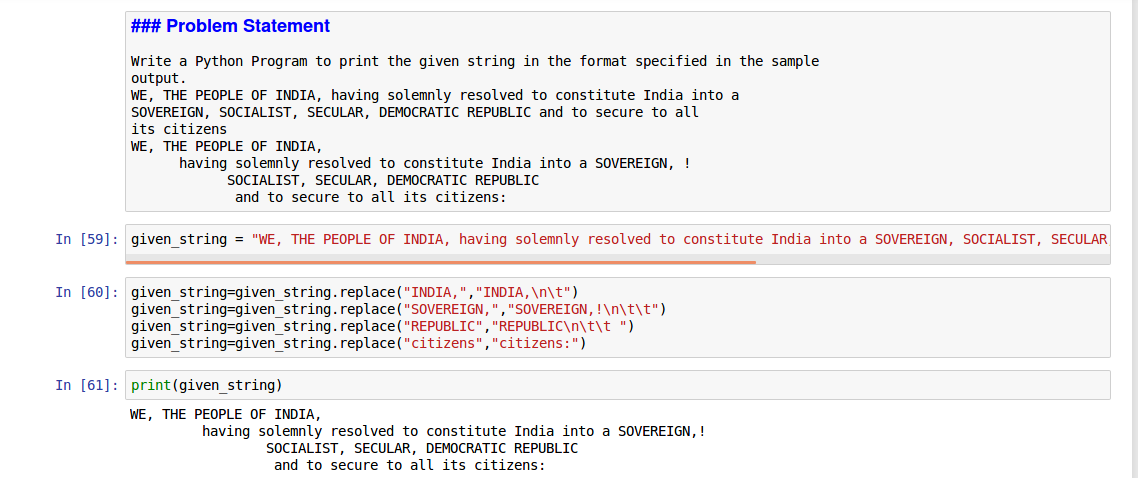 ### Problem Statement
Write a Python Program to print the given string in the format specified in the sample
output.
WE, THE PEOPLE OF INDIA, having solemnly resolved to constitute India into a
SOVEREIGN, SOCIALIST, SECULAR, DEMOCRATIC REPUBLIC and to secure to all
its citizens
WE, THE PEOPLE OF INDIA,
      having solemnly resolved to constitute India into a SOVEREIGN, !
            SOCIALIST, SECULAR, DEMOCRATIC REPUBLIC
             and to secure to all its citizens:
In [59]: given_string = "WE, THE PEOPLE OF INDIA, having solemnly resolved to constitute India into a SOVEREIGN, SOCIALIST, SECULAR
In [60]: given_string=given_string.replace("INDIA,","INDIA,\n\t")
given_string=given_string.replace("SOVEREIGN,","SOVEREIGN,!\n\t\t")
given_string=given_string.replace("REPUBLIC","REPUBLIC\n\t\t ")
given_string=given_string.replace("citizens","citizens:")
In [61]: print(given_string)
WE, THE PEOPLE OF INDIA,
         having solemnly resolved to constitute India into a SOVEREIGN,!
                 SOCIALIST, SECULAR, DEMOCRATIC REPUBLIC
                  and to secure to all its citizens: